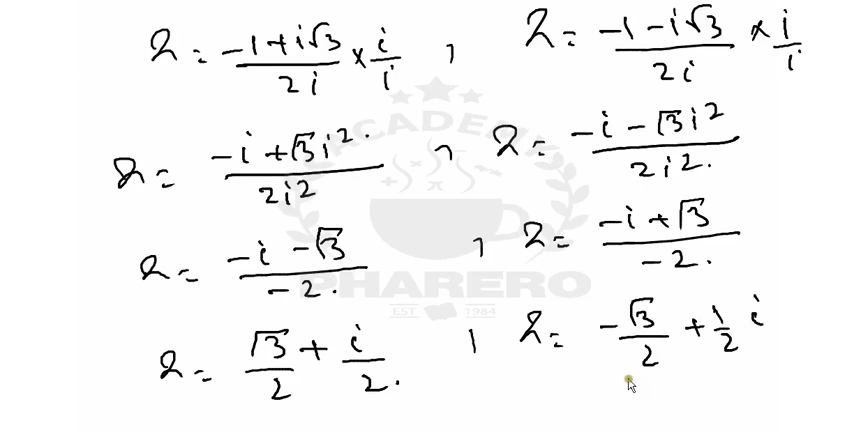 z = (-1 + i√3)/(2i) × i/i , z = (-1 - i√3)/(2i) × i/i
z = (-i + √3 i²)/(2i²) , z = (-i - √3 i²)/(2i²)
z = (-i - √3)/(-2) , z = (-i + √3)/(-2)
z = √3/2 + i/2 , z = -√3/2 + 1/2 i
ACADEMY
PHARERO
EST 1984